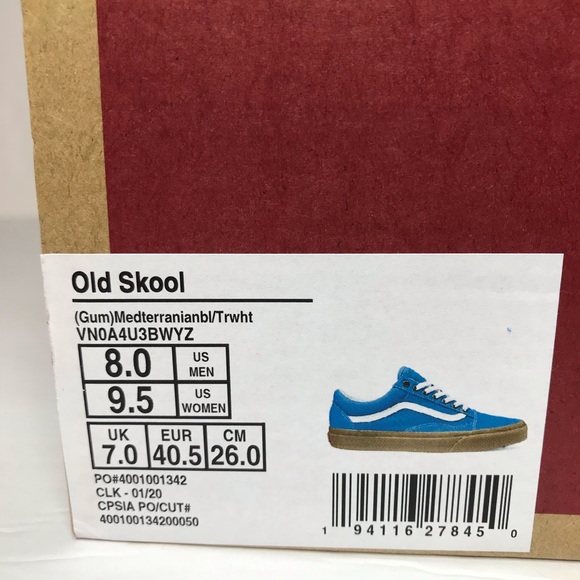 Old Skool
(Gum)Medterranianbl/Trwht
VN0A4U3BWYZ
8.0 US MEN
9.5 US WOMEN
UK 7.0 EUR 40.5 CM 26.0
PO#4001001342
CLK - 01/20
CPSIA PO/CUT#
400100134200050
1 94116 27845 0